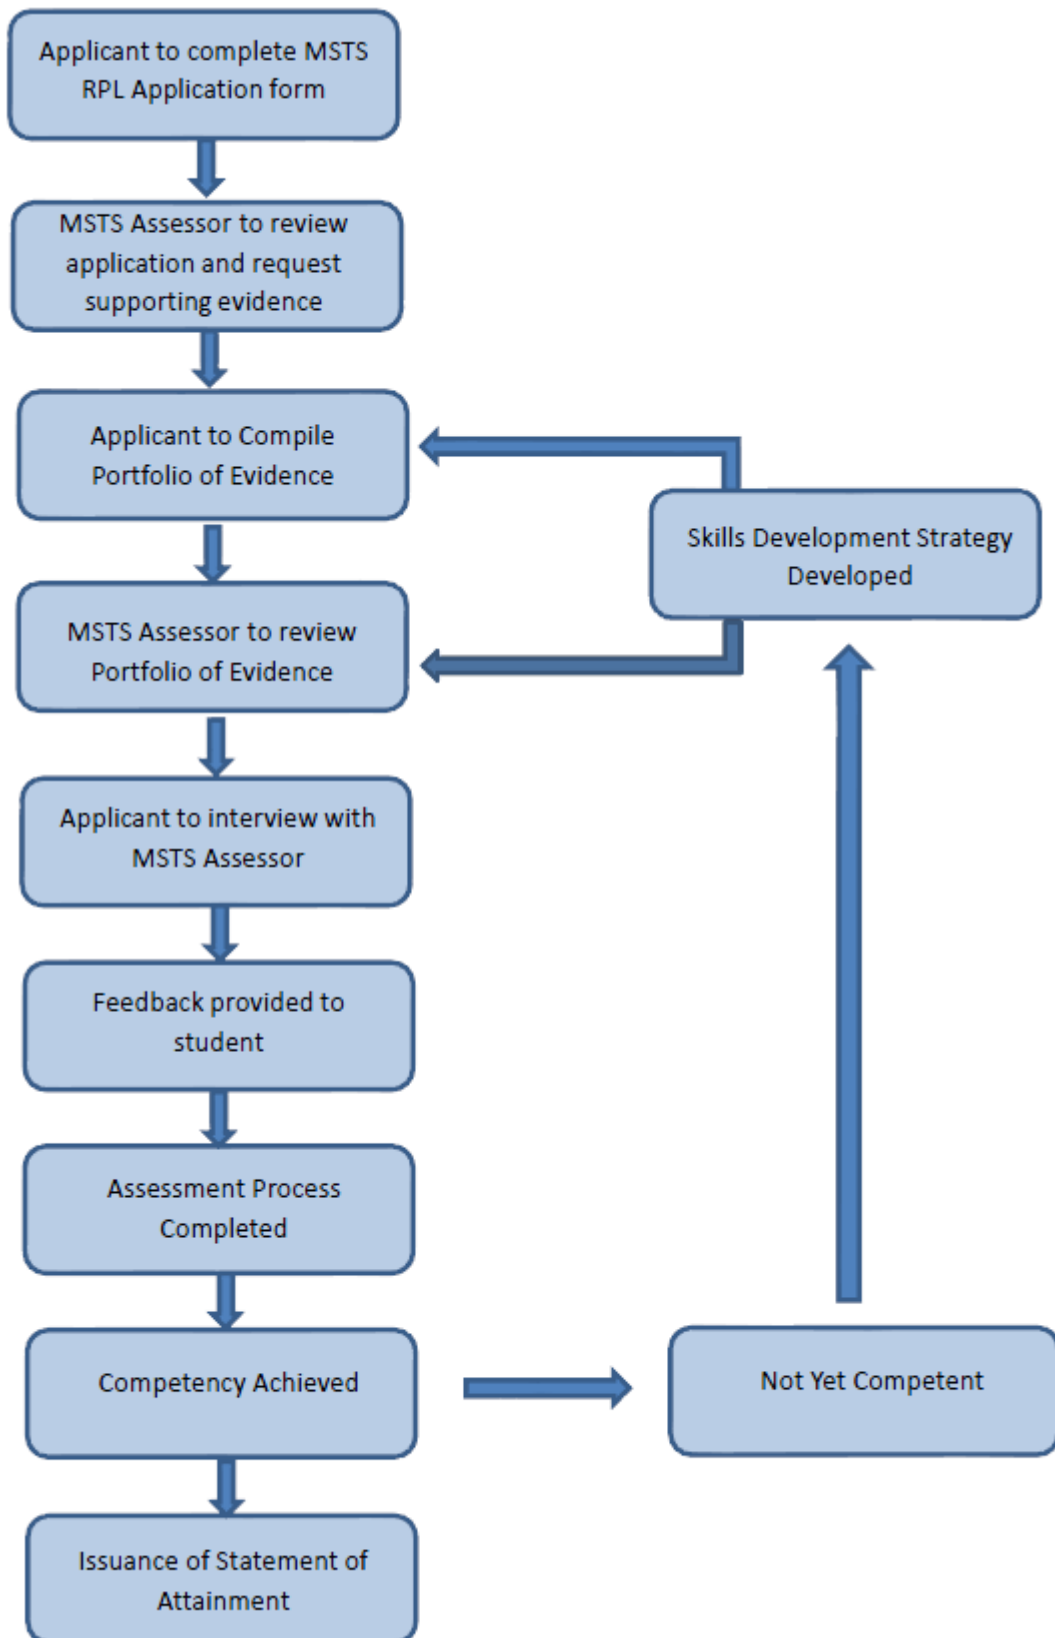 Applicant to complete MSTS
RPL Application form
MSTS Assessor to review
application and request
supporting evidence
Applicant to Compile
Portfolio of Evidence
Skills Development Strategy
Developed
MSTS Assessor to review
Portfolio of Evidence
Applicant to interview with
MSTS Assessor
Feedback provided to
student
Assessment Process
Completed
Competency Achieved
Not Yet Competent
Issuance of Statement of
Attainment